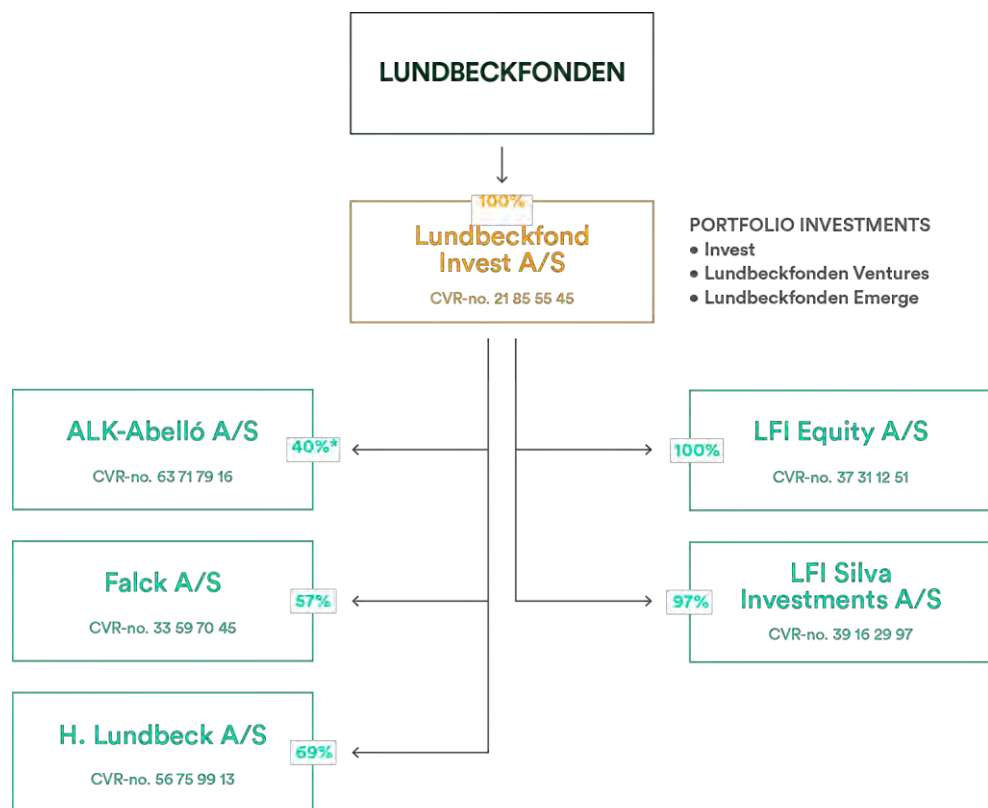 LUNDBECKFONDEN
100%
Lundbeckfond
Invest A/S
CVR-no. 21 85 55 45
PORTFOLIO INVESTMENTS
• Invest
• Lundbeckfonden Ventures
• Lundbeckfonden Emerge
ALK-Abelló A/S
40%*
CVR-no. 63 71 79 16
LFI Equity A/S
100%
CVR-no. 37 31 12 51
Falck A/S
57%
CVR-no. 33 59 70 45
LFI Silva
Investments A/S
97%
CVR-no. 39 16 29 97
H. Lundbeck A/S
69%
CVR-no. 56 75 99 13